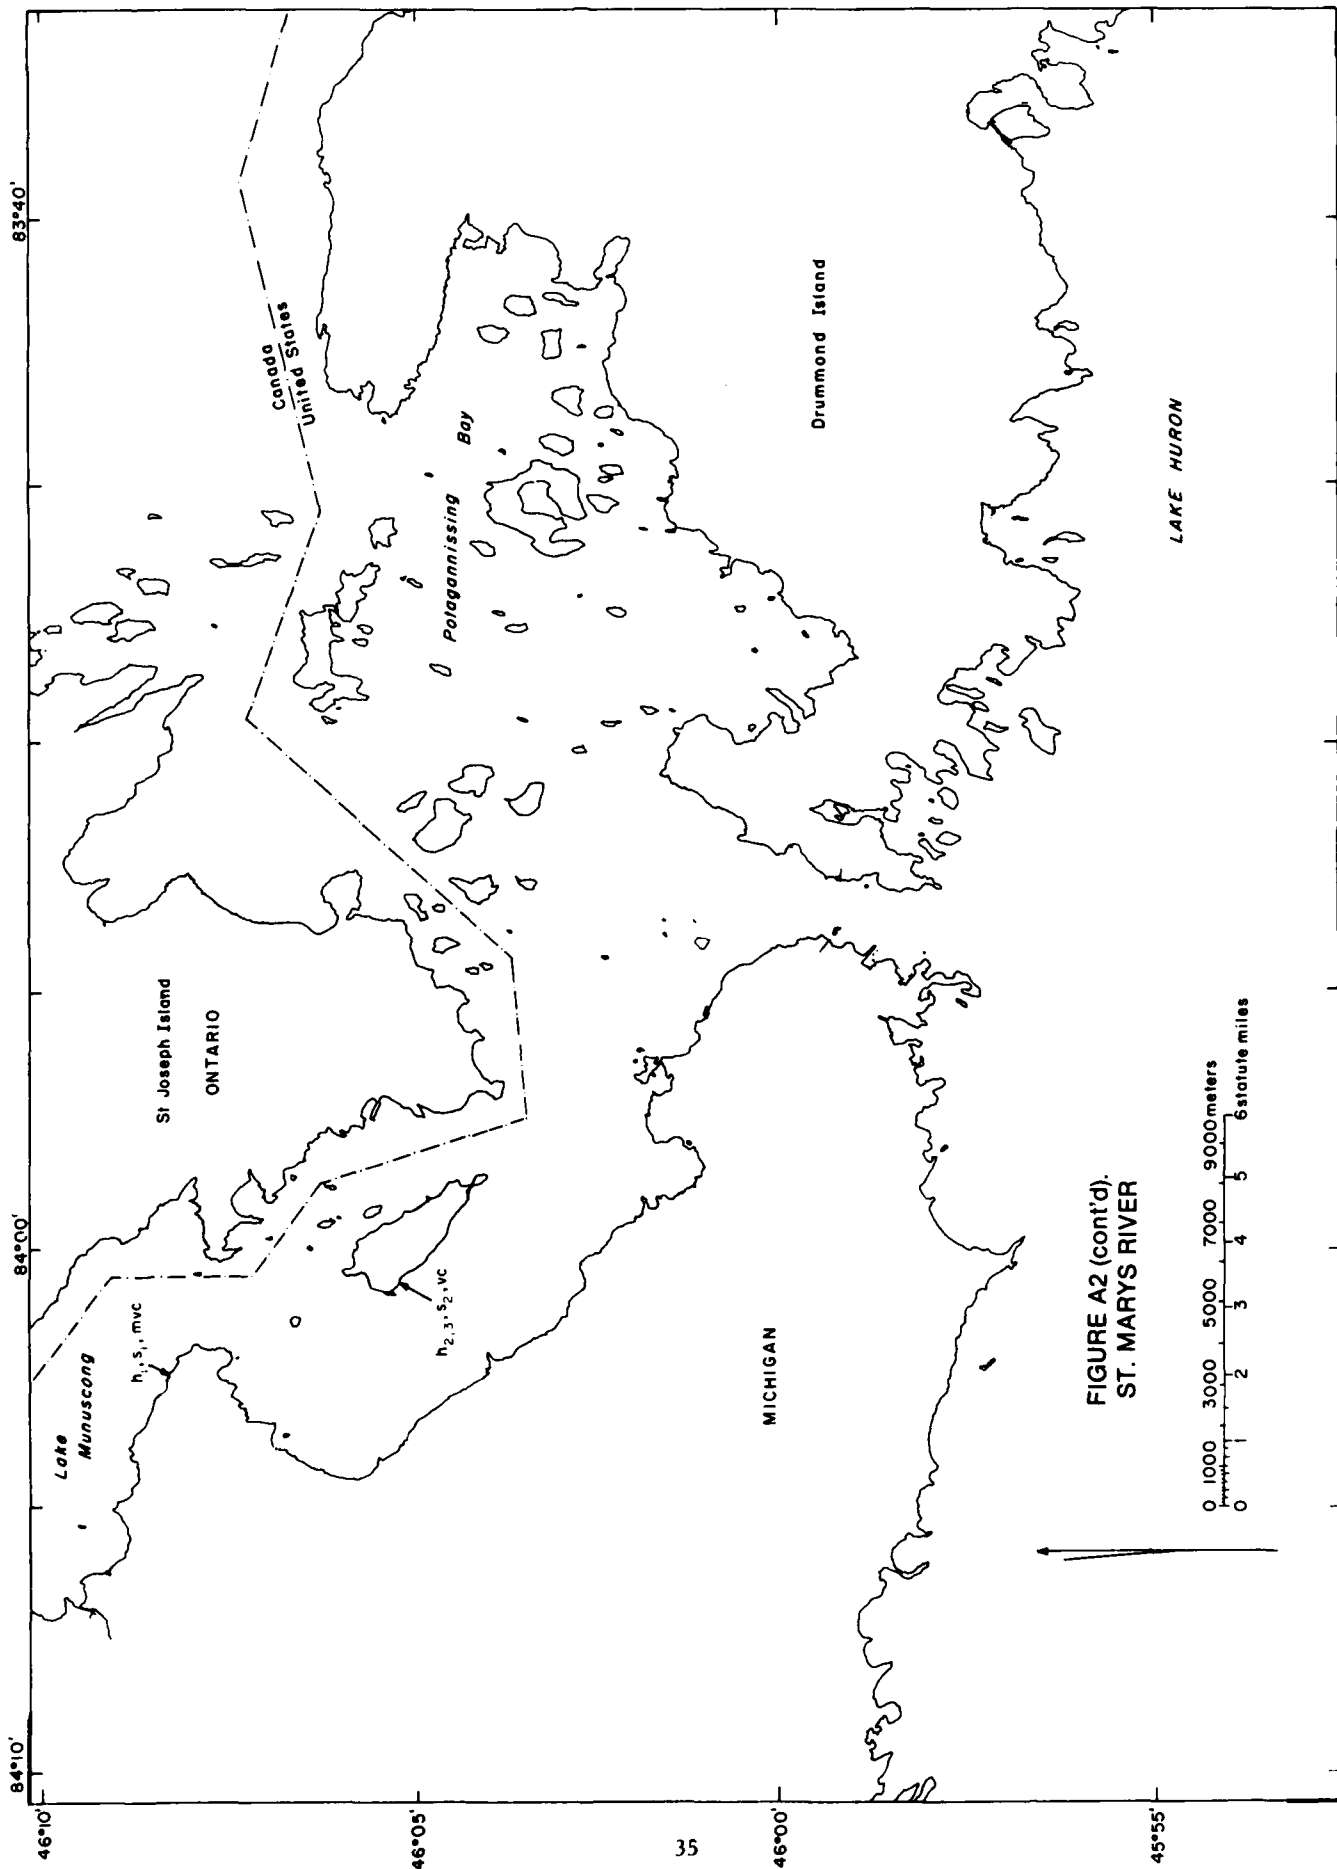 84°10'
84°00'
83°40'
46°10'
46°05'
46°00'
45°55'
Lake
Munuscong
h₁, s₁, mvc
h₂,₃, s₂, vc
St Joseph Island
ONTARIO
Canada
United States
Potagannissing Bay
Drummond Island
MICHIGAN
LAKE HURON
FIGURE A2 (cont'd).
ST. MARYS RIVER
0 1000 3000 5000 7000 9000 meters
0 1 2 3 4 5 6 statute miles
35